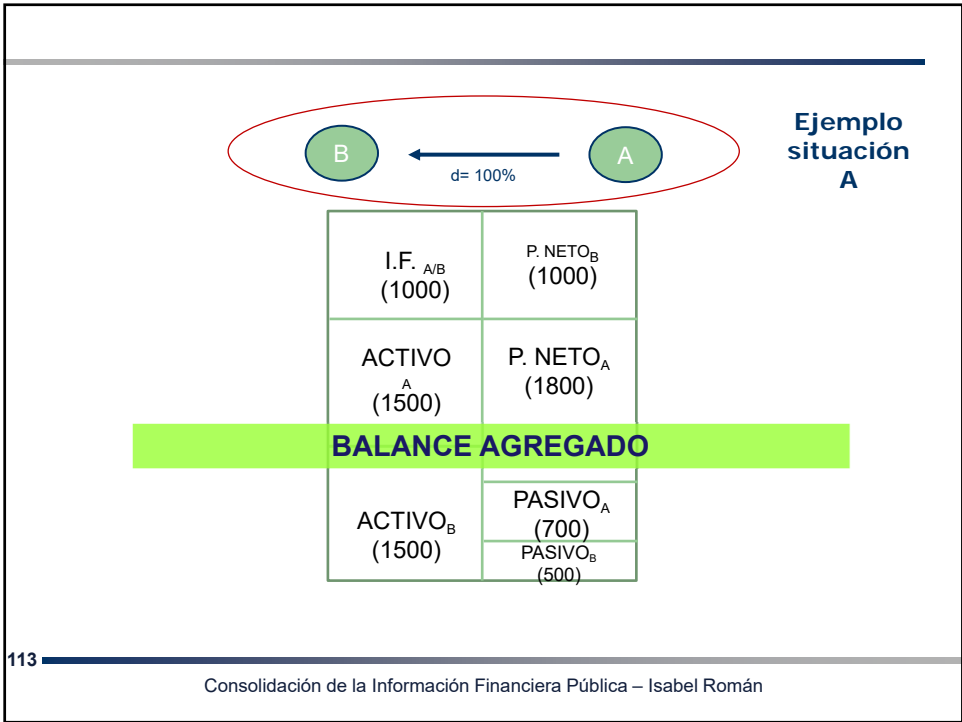 Ejemplo
situación
A
B
A
d= 100%
I.F. A/B
(1000)
P. NETOB
(1000)
ACTIVO
A
(1500)
P. NETOA
(1800)
BALANCE AGREGADO
ACTIVOB
(1500)
PASIVOA
(700)
PASIVOB
(500)
113
Consolidación de la Información Financiera Pública – Isabel Román